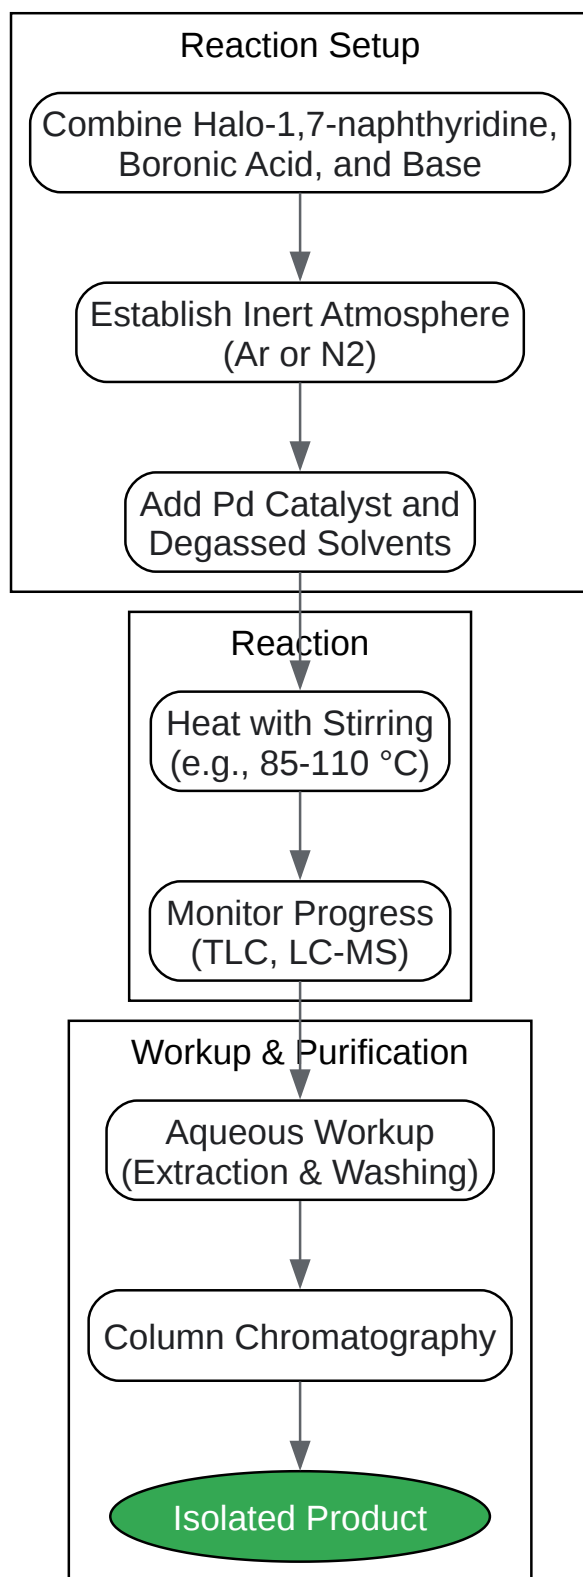 Reaction Setup
Combine Halo-1,7-naphthyridine,
Boronic Acid, and Base
Establish Inert Atmosphere
(Ar or N2)
Add Pd Catalyst and
Degassed Solvents
Reaction
Heat with Stirring
(e.g., 85-110 °C)
Monitor Progress
(TLC, LC-MS)
Workup & Purification
Aqueous Workup
(Extraction & Washing)
Column Chromatography
Isolated Product